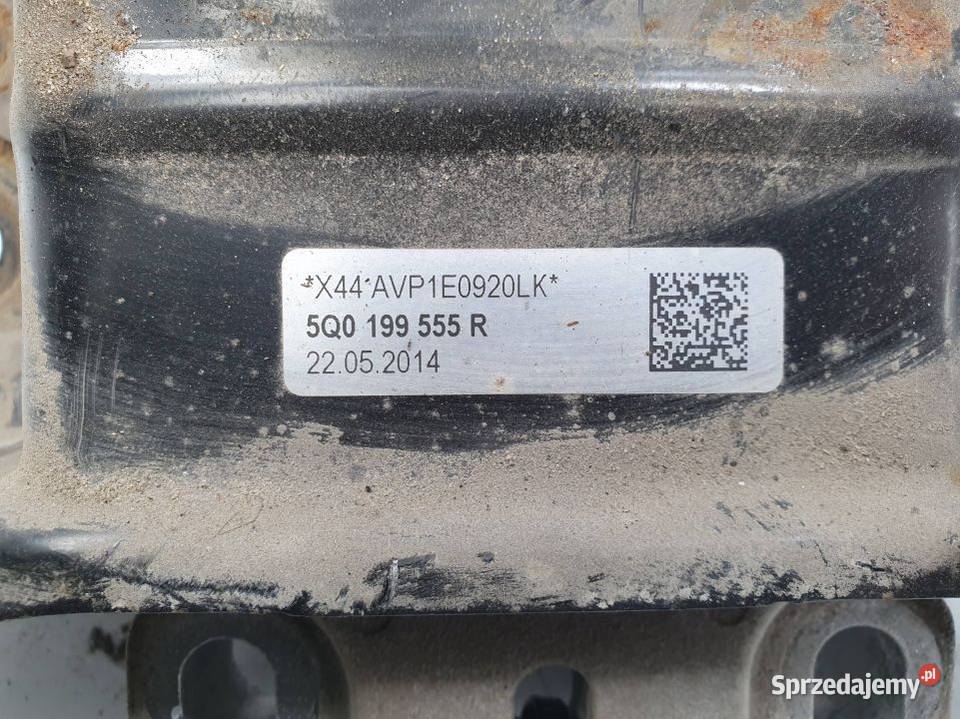 *X44*AVP1E0920LK*
5Q0 199 555 R
22.05.2014
Sprzedajemy.pl